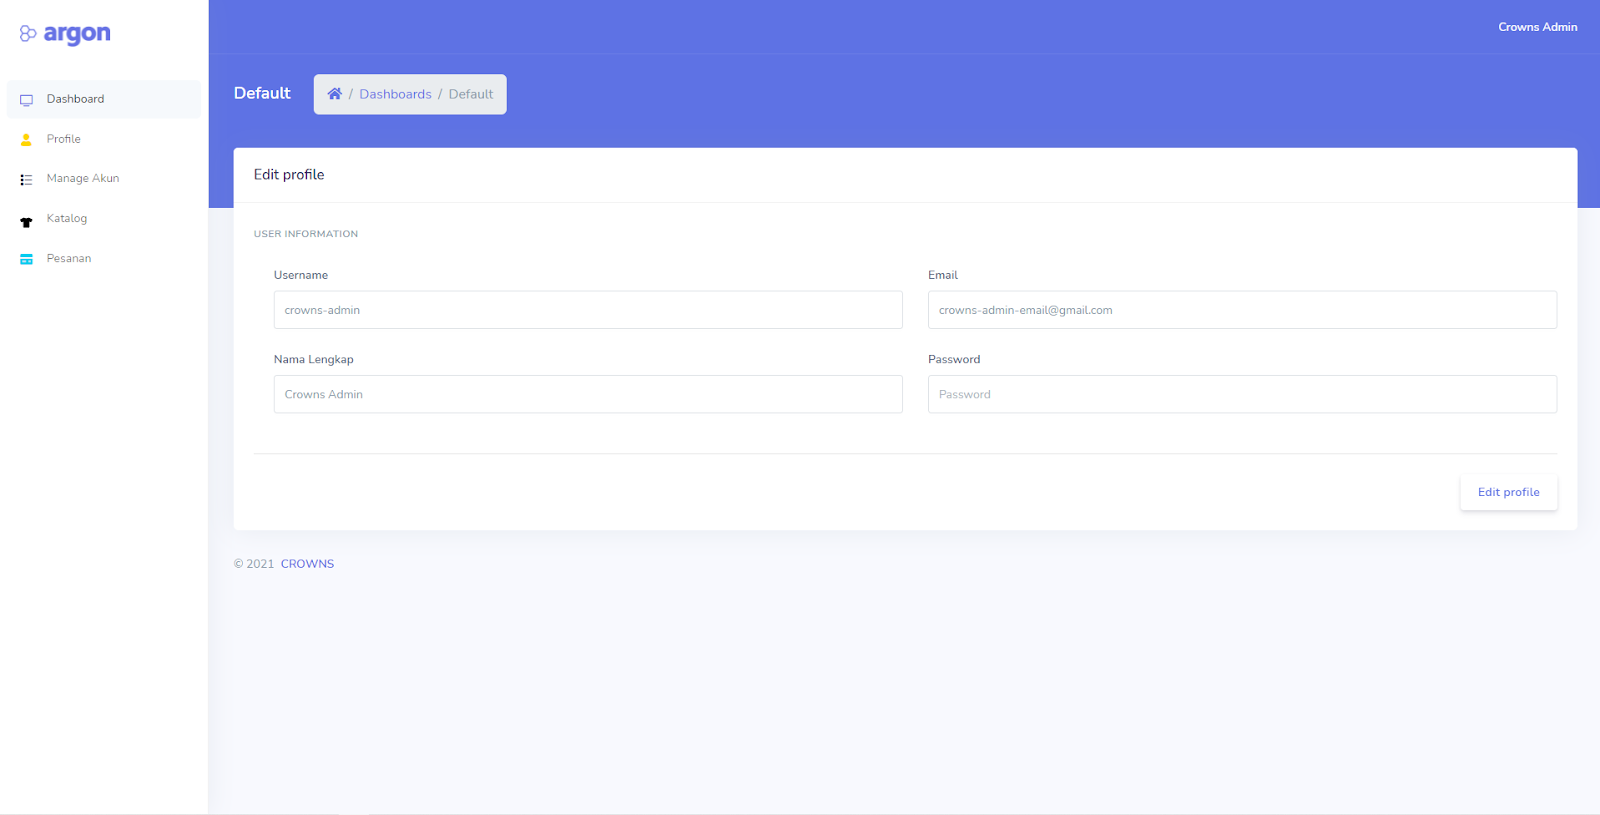 argon
Crowns Admin
Dashboard
Profile
Manage Akun
Katalog
Pesanan
Default
/ Dashboards / Default
Edit profile
USER INFORMATION
Username
Email
crowns-admin
crowns-admin-email@gmail.com
Nama Lengkap
Password
Crowns Admin
Password
Edit profile
© 2021 CROWNS